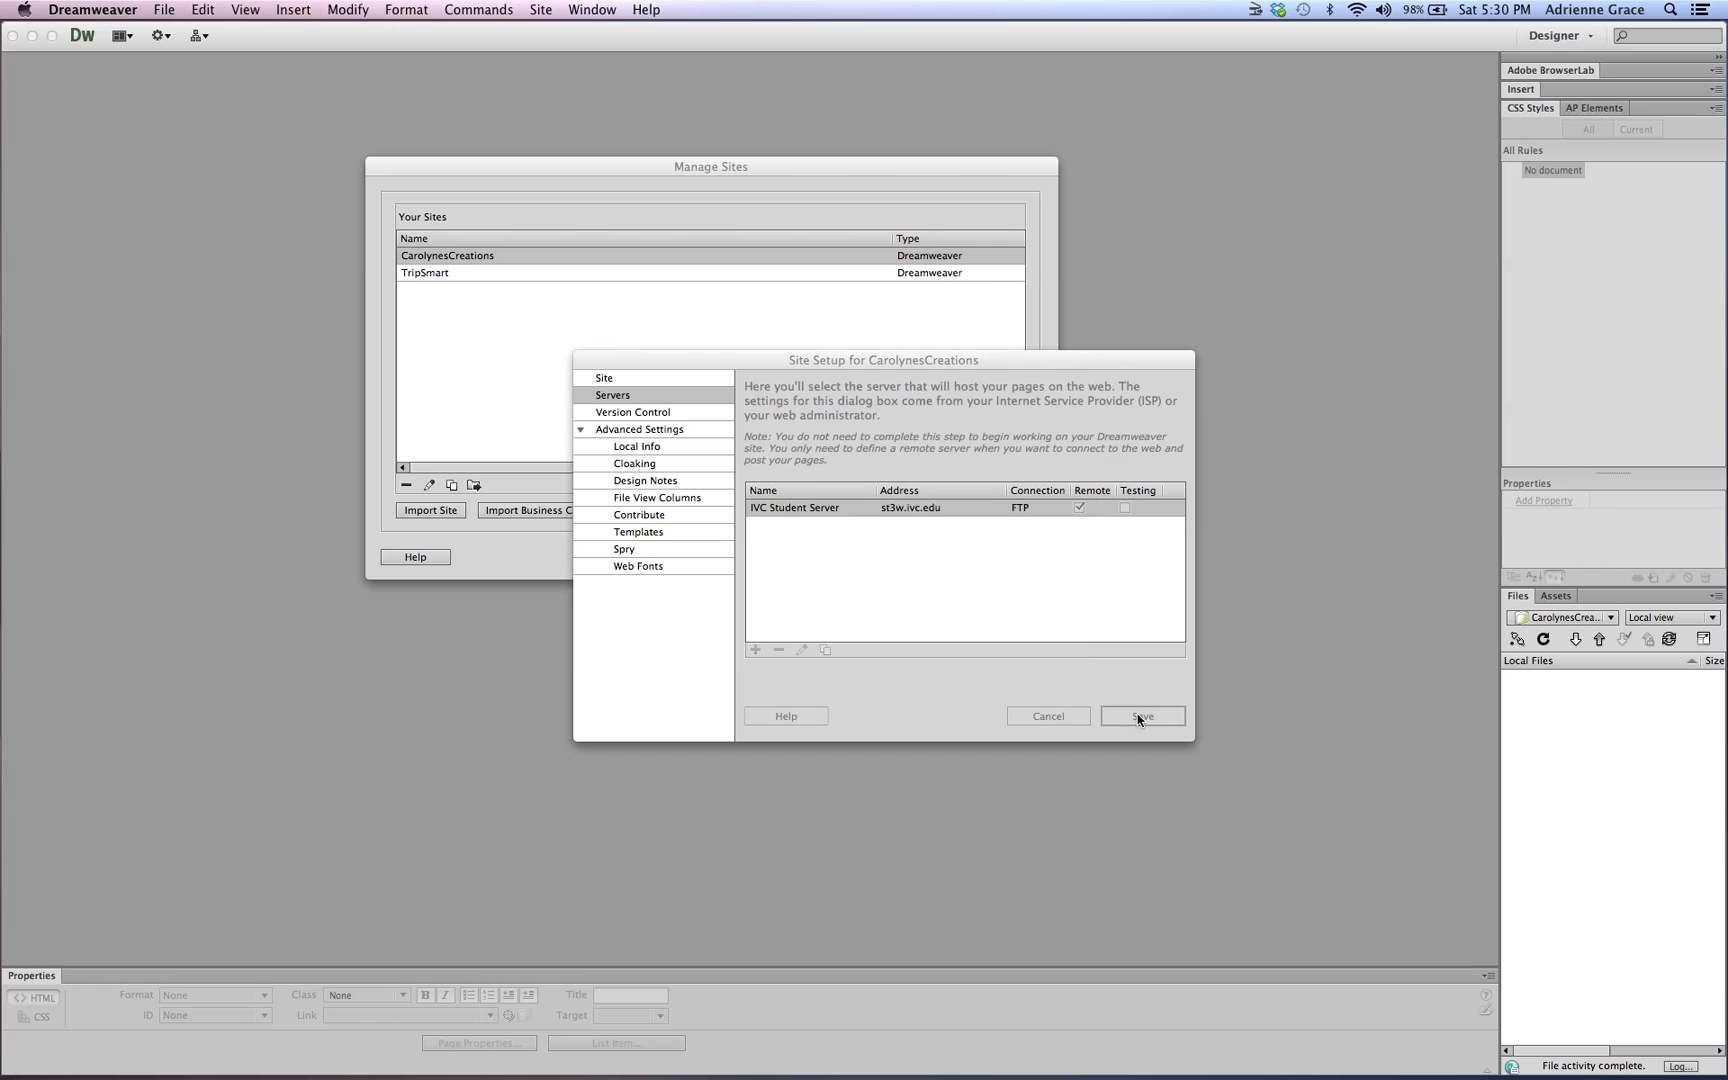 Dreamweaver File Edit View Insert Modify Format Commands Site Window Help 98% Sat 5:30 PM Adrienne Grace
Dw Designer
Adobe BrowserLab
Insert
CSS Styles AP Elements
All Current
All Rules
No document
Manage Sites
Your Sites
Name Type
CarolynesCreations Dreamweaver
TripSmart Dreamweaver
Import Site Import Business C
Help
Site Setup for CarolynesCreations
Site
Servers
Version Control
Advanced Settings
Local Info
Cloaking
Design Notes
File View Columns
Contribute
Templates
Spry
Web Fonts
Here you'll select the server that will host your pages on the web. The
settings for this dialog box come from your Internet Service Provider (ISP) or
your web administrator.
Note: You do not need to complete this step to begin working on your Dreamweaver
site. You only need to define a remote server when you want to connect to the web and
post your pages.
Name Address Connection Remote Testing
IVC Student Server st3w.ivc.edu FTP
Help Cancel Save
Properties
Add Property
Files Assets
CarolynesCrea.. Local view
Local Files Size
File activity complete. Log...
Properties
HTML Format None Class None B I Title
CSS ID None Link Target
Page Properties... List Item...